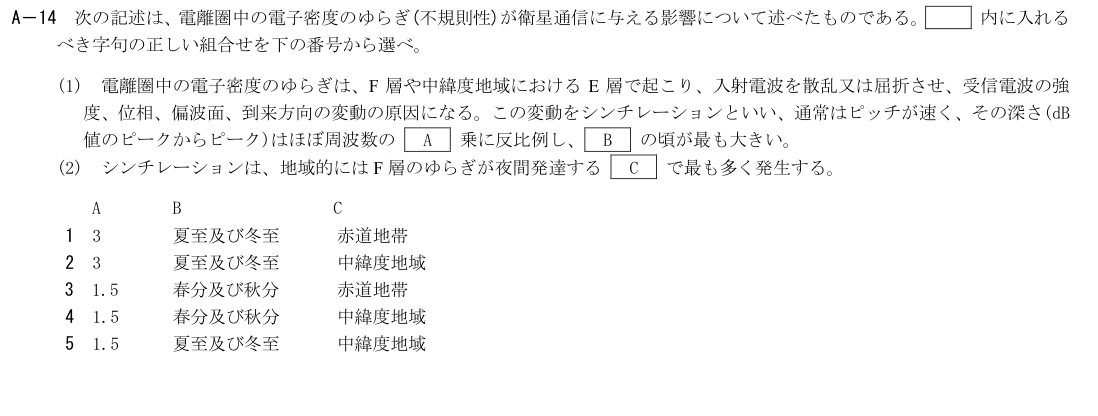 A-14 次の記述は、電離圏中の電子密度のゆらぎ(不規則性)が衛星通信に与える影響について述べたものである。 内に入れる
べき字句の正しい組合せを下の番号から選べ。
(1) 電離圏中の電子密度のゆらぎは、F 層や中緯度地域における E 層で起こり、入射電波を散乱又は屈折させ、受信電波の強
度、位相、偏波面、到来方向の変動の原因になる。この変動をシンチレーションといい、通常はピッチが速く、その深さ(dB
値のピークからピーク)はほぼ周波数の A 乗に反比例し、 B の頃が最も大きい。
(2) シンチレーションは、地域的には F 層のゆらぎが夜間発達する C で最も多く発生する。
A B C
1 3 夏至及び冬至 赤道地帯
2 3 夏至及び冬至 中緯度地域
3 1.5 春分及び秋分 赤道地帯
4 1.5 春分及び秋分 中緯度地域
5 1.5 夏至及び冬至 中緯度地域